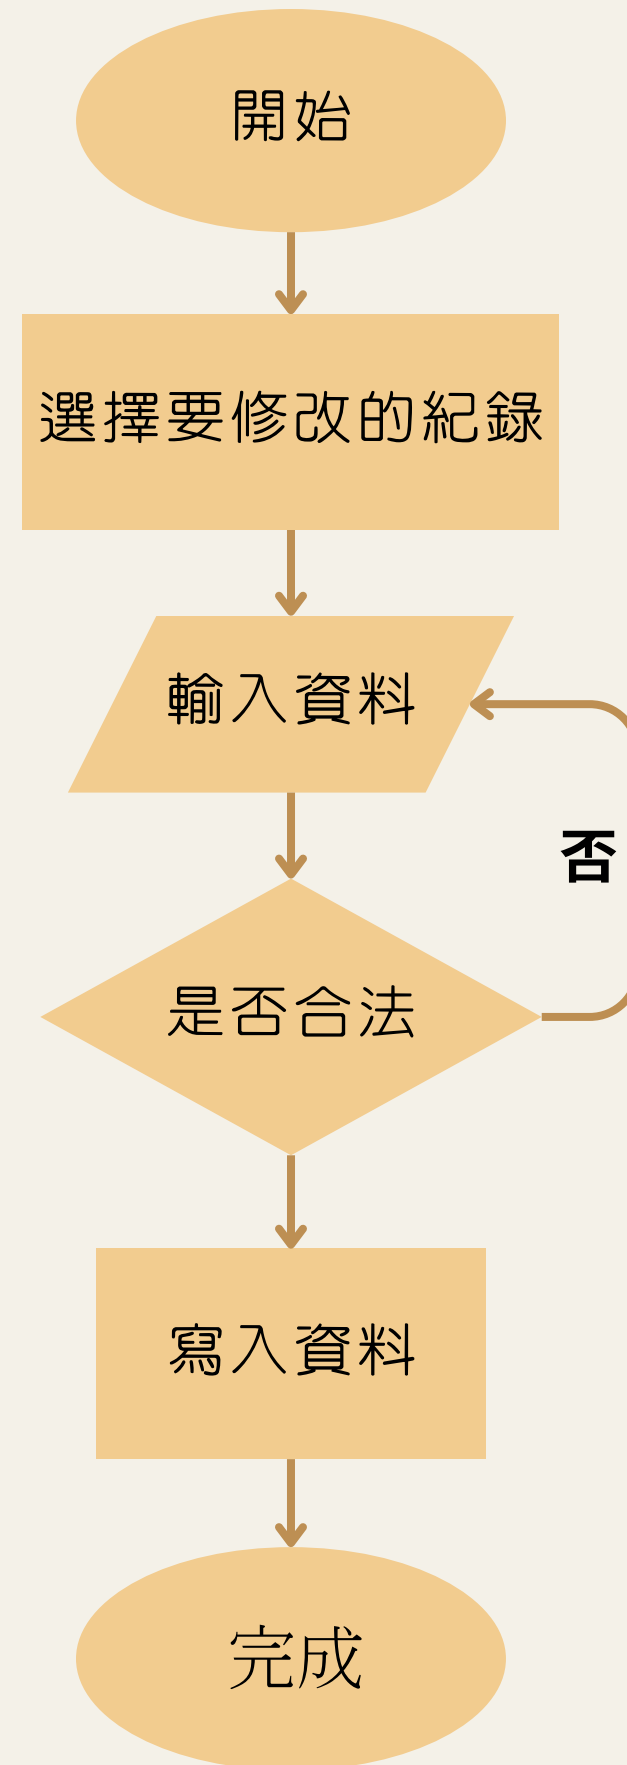 開始
選擇要修改的紀錄
輸入資料
否
是否合法
寫入資料
完成